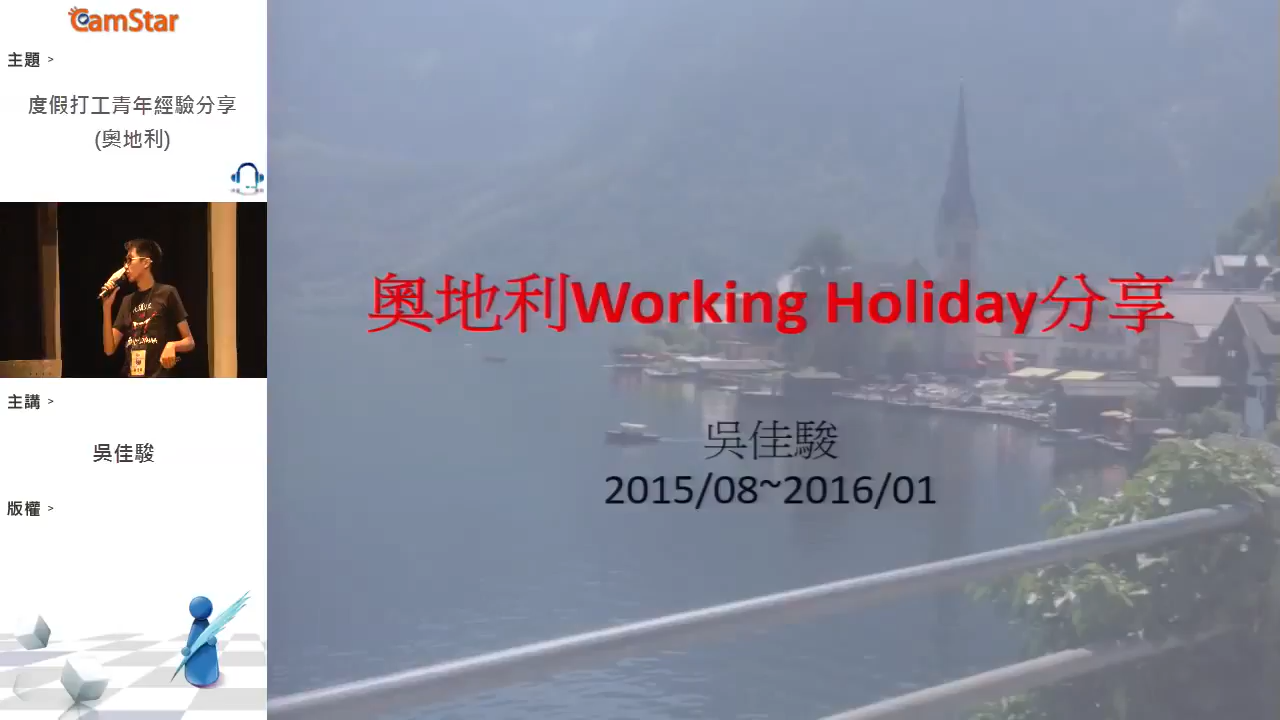 CamStar
主題 >
度假打工青年經驗分享
(奧地利)
主講 >
吳佳駿
版權 >
奧地利Working Holiday分享
吳佳駿
2015/08~2016/01